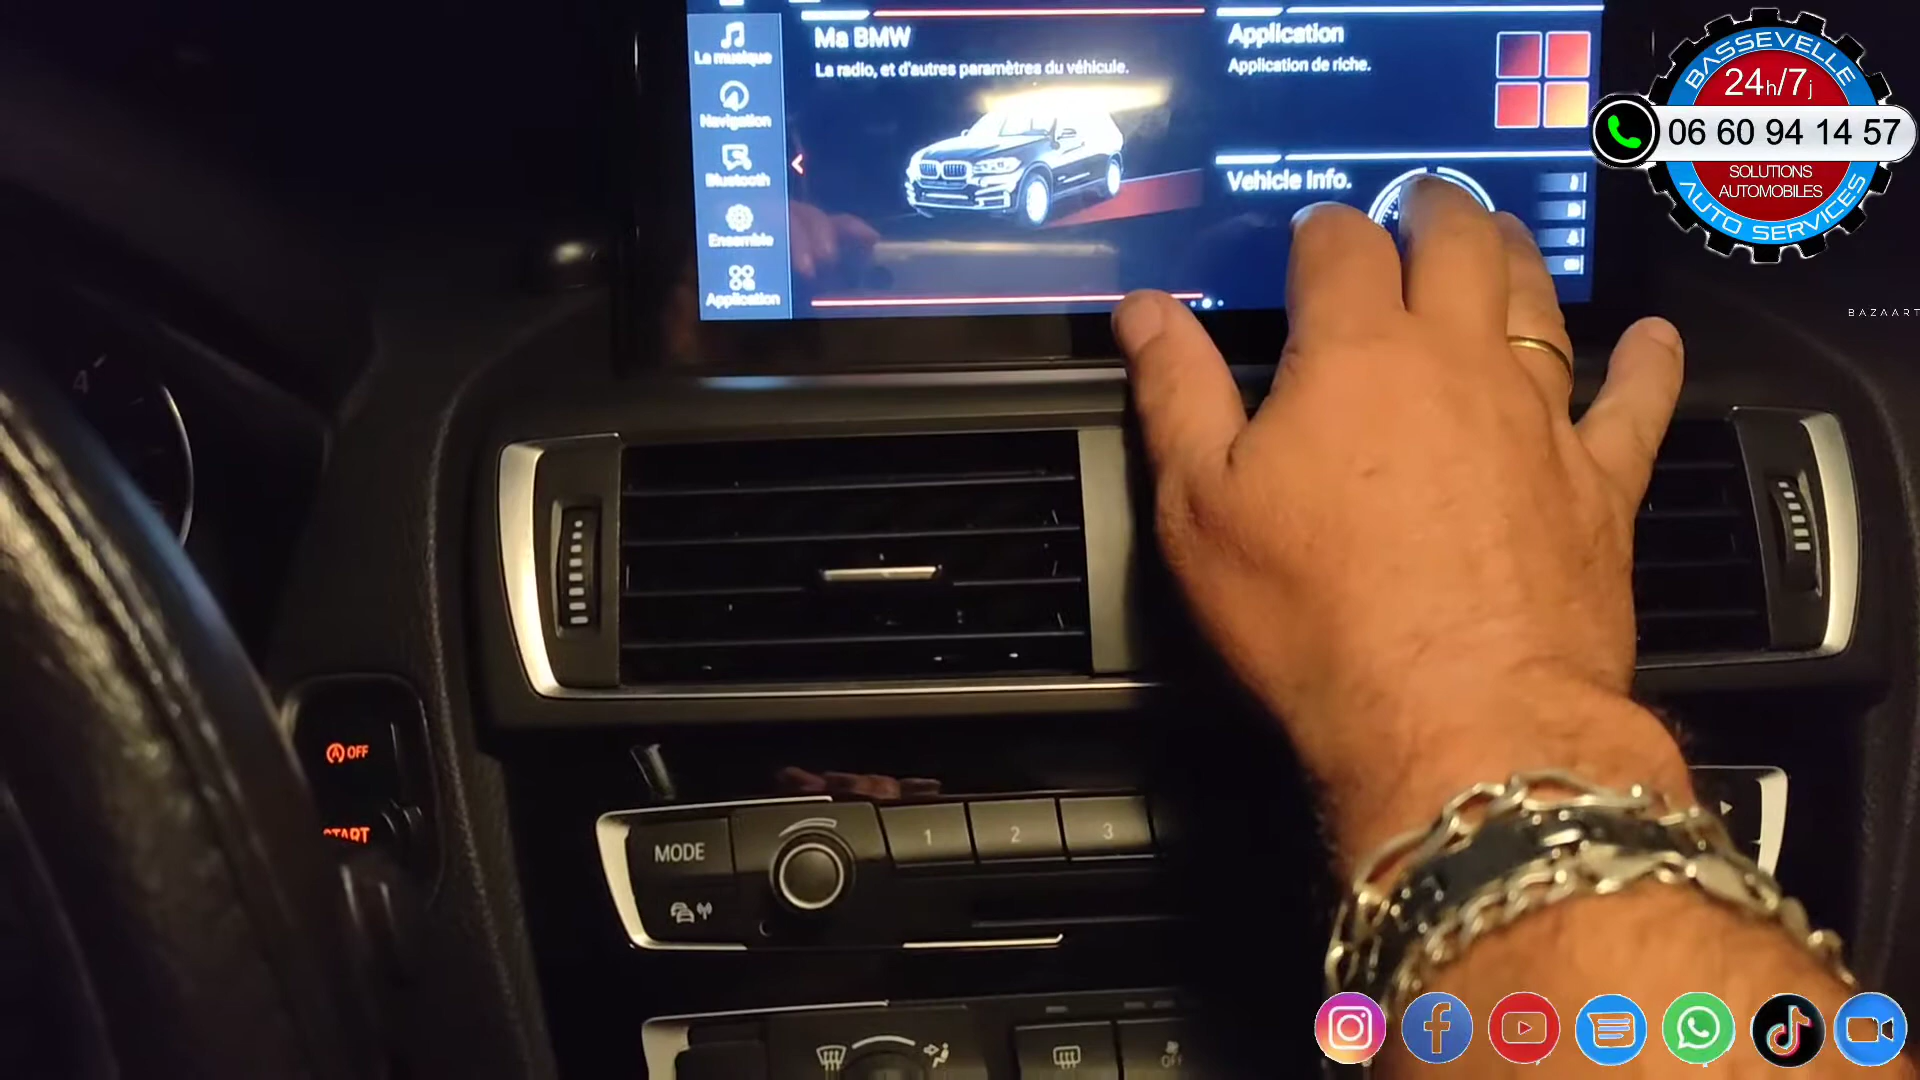 La musique
Navigation
Bluetooth
Ensemble
Application
Ma BMW
La radio, et d'autres paramètres du véhicule.
Application
Application de riche.
Vehicle Info.
BASSEVELLE
24h/7j
06 60 94 14 57
SOLUTIONS
AUTOMOBILES
AUTO SERVICES
BAZAART
4
OFF
START
MODE
1
2
3
OFF